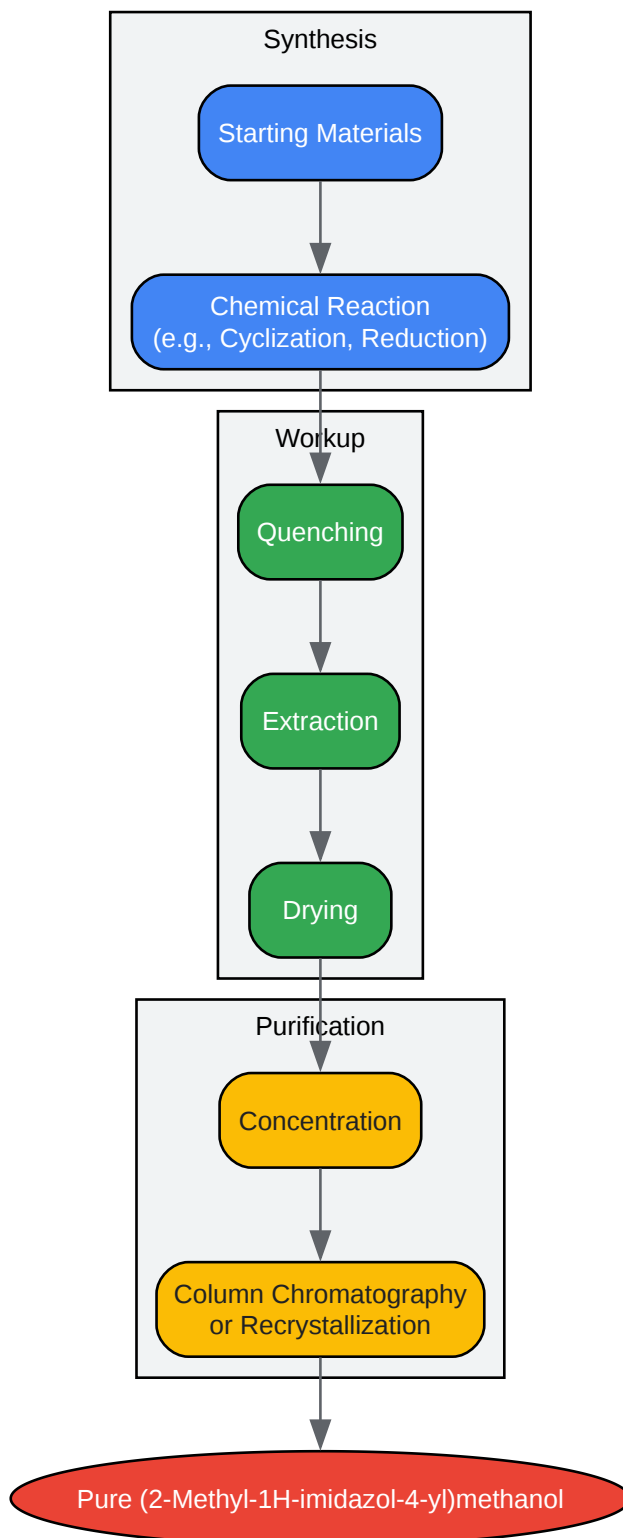 Synthesis
Starting Materials
Chemical Reaction
(e.g., Cyclization, Reduction)
Workup
Quenching
Extraction
Drying
Purification
Concentration
Column Chromatography
or Recrystallization
Pure (2-Methyl-1H-imidazol-4-yl)methanol